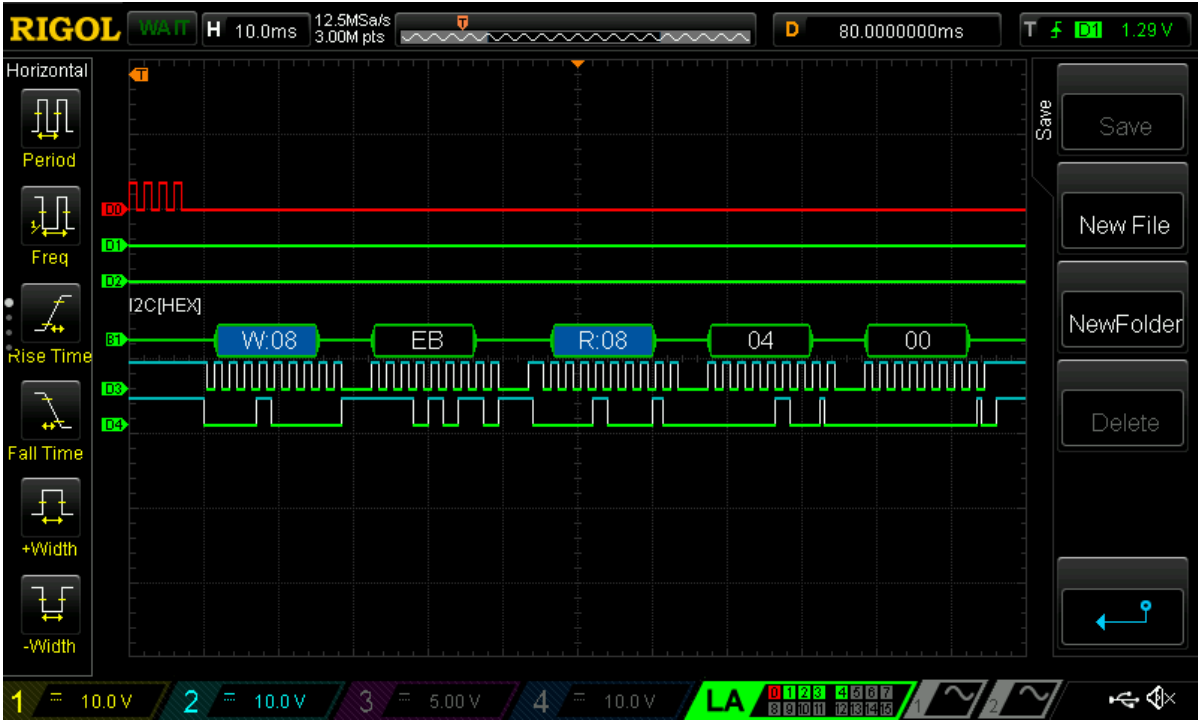 RIGOL WAIT H 10.0ms 12.5MSa/s 3.00M pts T D 80.0000000ms T D1 1.29 V
Horizontal
Period
Freq
Rise Time
Fall Time
+Width
-Width
T
D0
D1
D2
I2C[HEX]
B1 W:08 EB R:08 04 00
D3
D4
Save
Save
New File
NewFolder
Delete
1 = 10.0 V 2 = 10.0 V 3 = 5.00 V 4 = 10.0 V LA 0 1 2 3 4 5 6 7 1 2
8 9 10 11 12 13 14 15